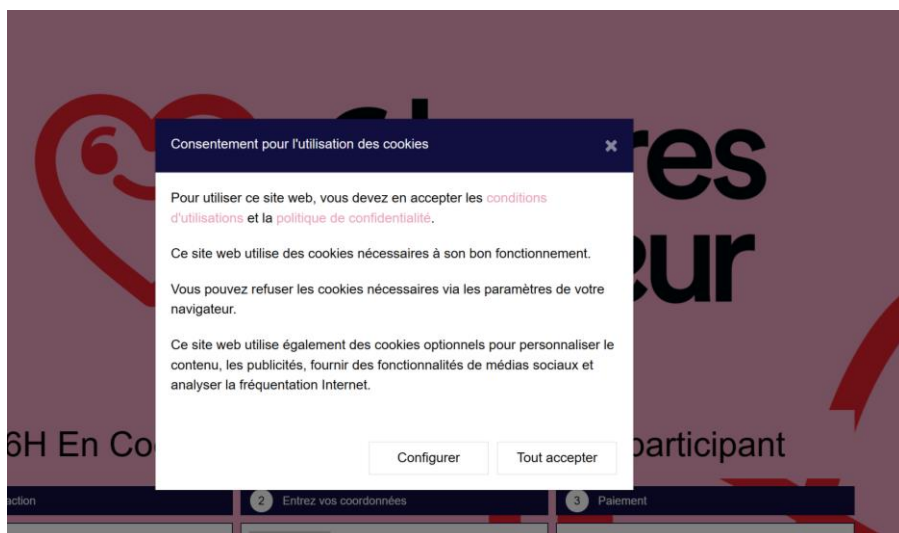 res
Consentement pour l'utilisation des cookies
Pour utiliser ce site web, vous devez en accepter les conditions
d'utilisations et la politique de confidentialité.
Ce site web utilise des cookies nécessaires à son bon fonctionnement.
Vous pouvez refuser les cookies nécessaires via les paramètres de votre
navigateur.
ur
Ce site web utilise également des cookies optionnels pour personnaliser le
contenu, les publicités, fournir des fonctionnalités de médias sociaux et
analyser la fréquentation Internet.
6H En Co
participant
Configurer
Tout accepter
action
2 Entrez vos coordonnées
3 Paiement